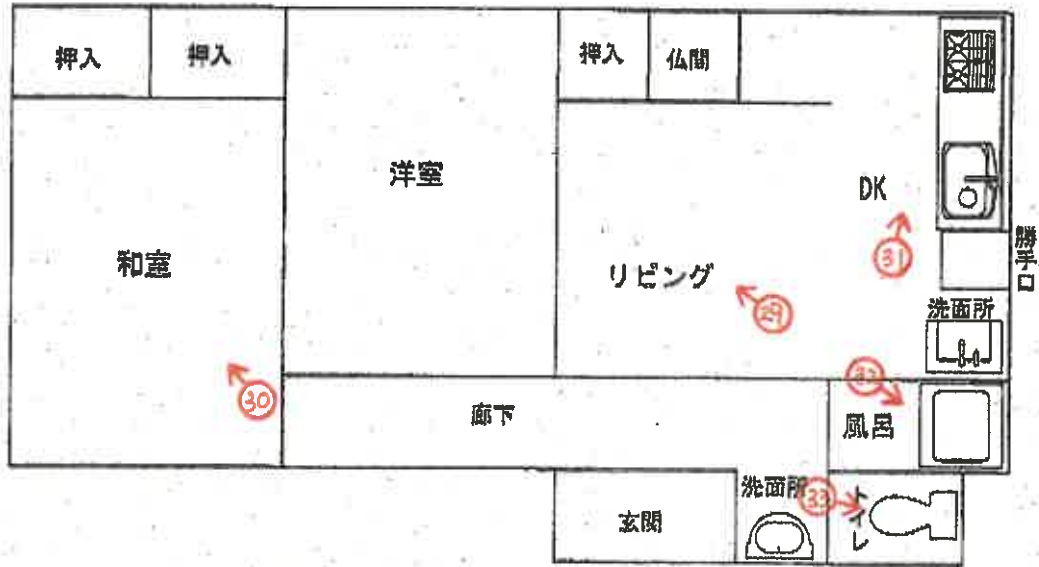 押入
押入
押入
仏間
洋室
DK
和室
リビング
31
勝手口
29
洗面所
30
32
廊下
風呂
洗面所
33
トイレ
玄関